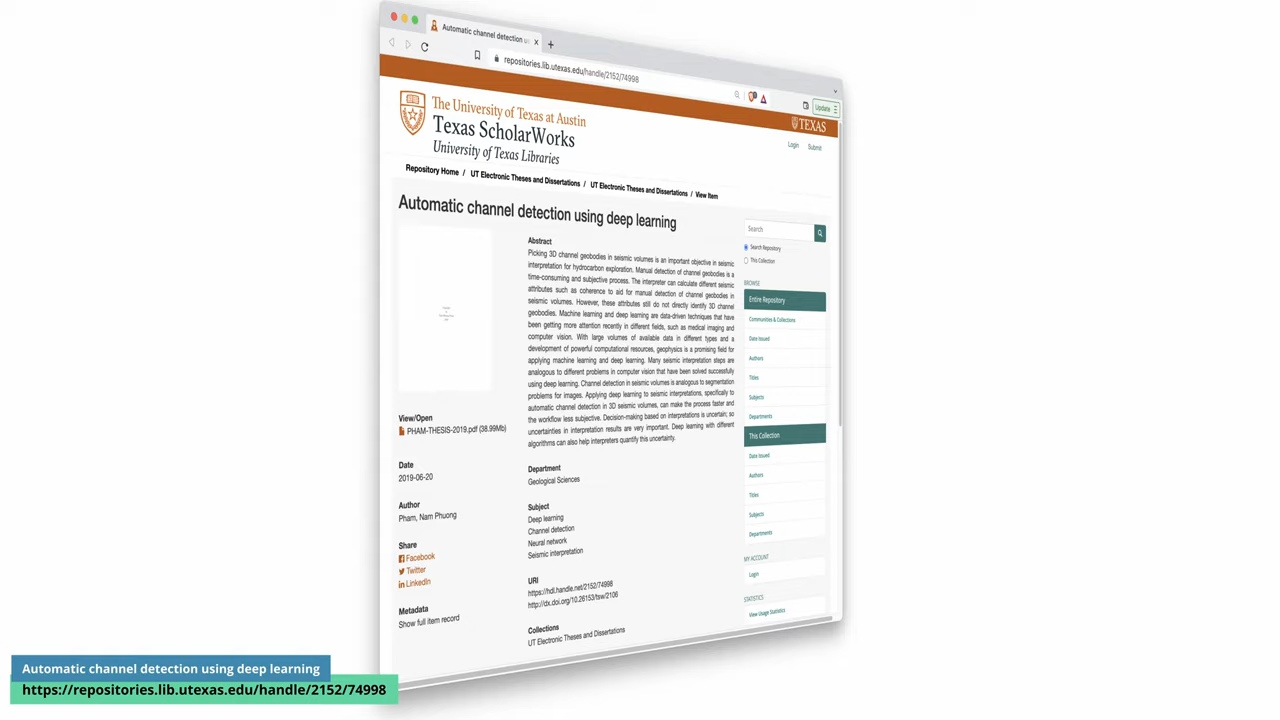 Automatic channel detection us
repositories.lib.utexas.edu/handle/2152/74998
Update
The University of Texas at Austin
Texas ScholarWorks
University of Texas Libraries
TEXAS
Login Submit
Repository Home / UT Electronic Theses and Dissertations / UT Electronic Theses and Dissertations / View Item
Automatic channel detection using deep learning
Abstract
Picking 3D channel geobodies in seismic volumes is an important objective in seismic
interpretation for hydrocarbon exploration. Manual detection of channel geobodies is a
time-consuming and subjective process. The interpreter can calculate different seismic
attributes such as coherence to aid for manual detection of channel geobodies in
seismic volumes. However, these attributes still do not directly identify 3D channel
geobodies. Machine learning and deep learning are data-driven techniques that have
been getting more attention recently in different fields, such as medical imaging and
computer vision. With large volumes of available data in different types and a
development of powerful computational resources, geophysics is a promising field for
applying machine learning and deep learning. Many seismic interpretation steps are
analogous to different problems in computer vision that have been solved successfully
using deep learning. Channel detection in seismic volumes is analogous to segmentation
problems for images. Applying deep learning to seismic interpretations, specifically to
automatic channel detection in 3D seismic volumes, can make the process faster and
the workflow less subjective. Decision-making based on interpretations is uncertain; so
uncertainties in interpretation results are very important. Deep learning with different
algorithms can also help interpreters quantify this uncertainty.
View/Open
PHAM-THESIS-2019.pdf (38.99Mb)
Date
2019-06-20
Author
Pham, Nam Phuong
Share
Facebook
Twitter
LinkedIn
Metadata
Show full item record
Department
Geological Sciences
Subject
Deep learning
Channel detection
Neural network
Seismic interpretation
URI
https://hdl.handle.net/2152/74998
http://dx.doi.org/10.26153/tsw/2106
Collections
UT Electronic Theses and Dissertations
Search
Search Repository
This Collection
BROWSE
Entire Repository
Communities & Collections
Date Issued
Authors
Titles
Subjects
Departments
This Collection
Date Issued
Authors
Titles
Subjects
Departments
MY ACCOUNT
Login
STATISTICS
View Usage Statistics
Automatic channel detection using deep learning
https://repositories.lib.utexas.edu/handle/2152/74998